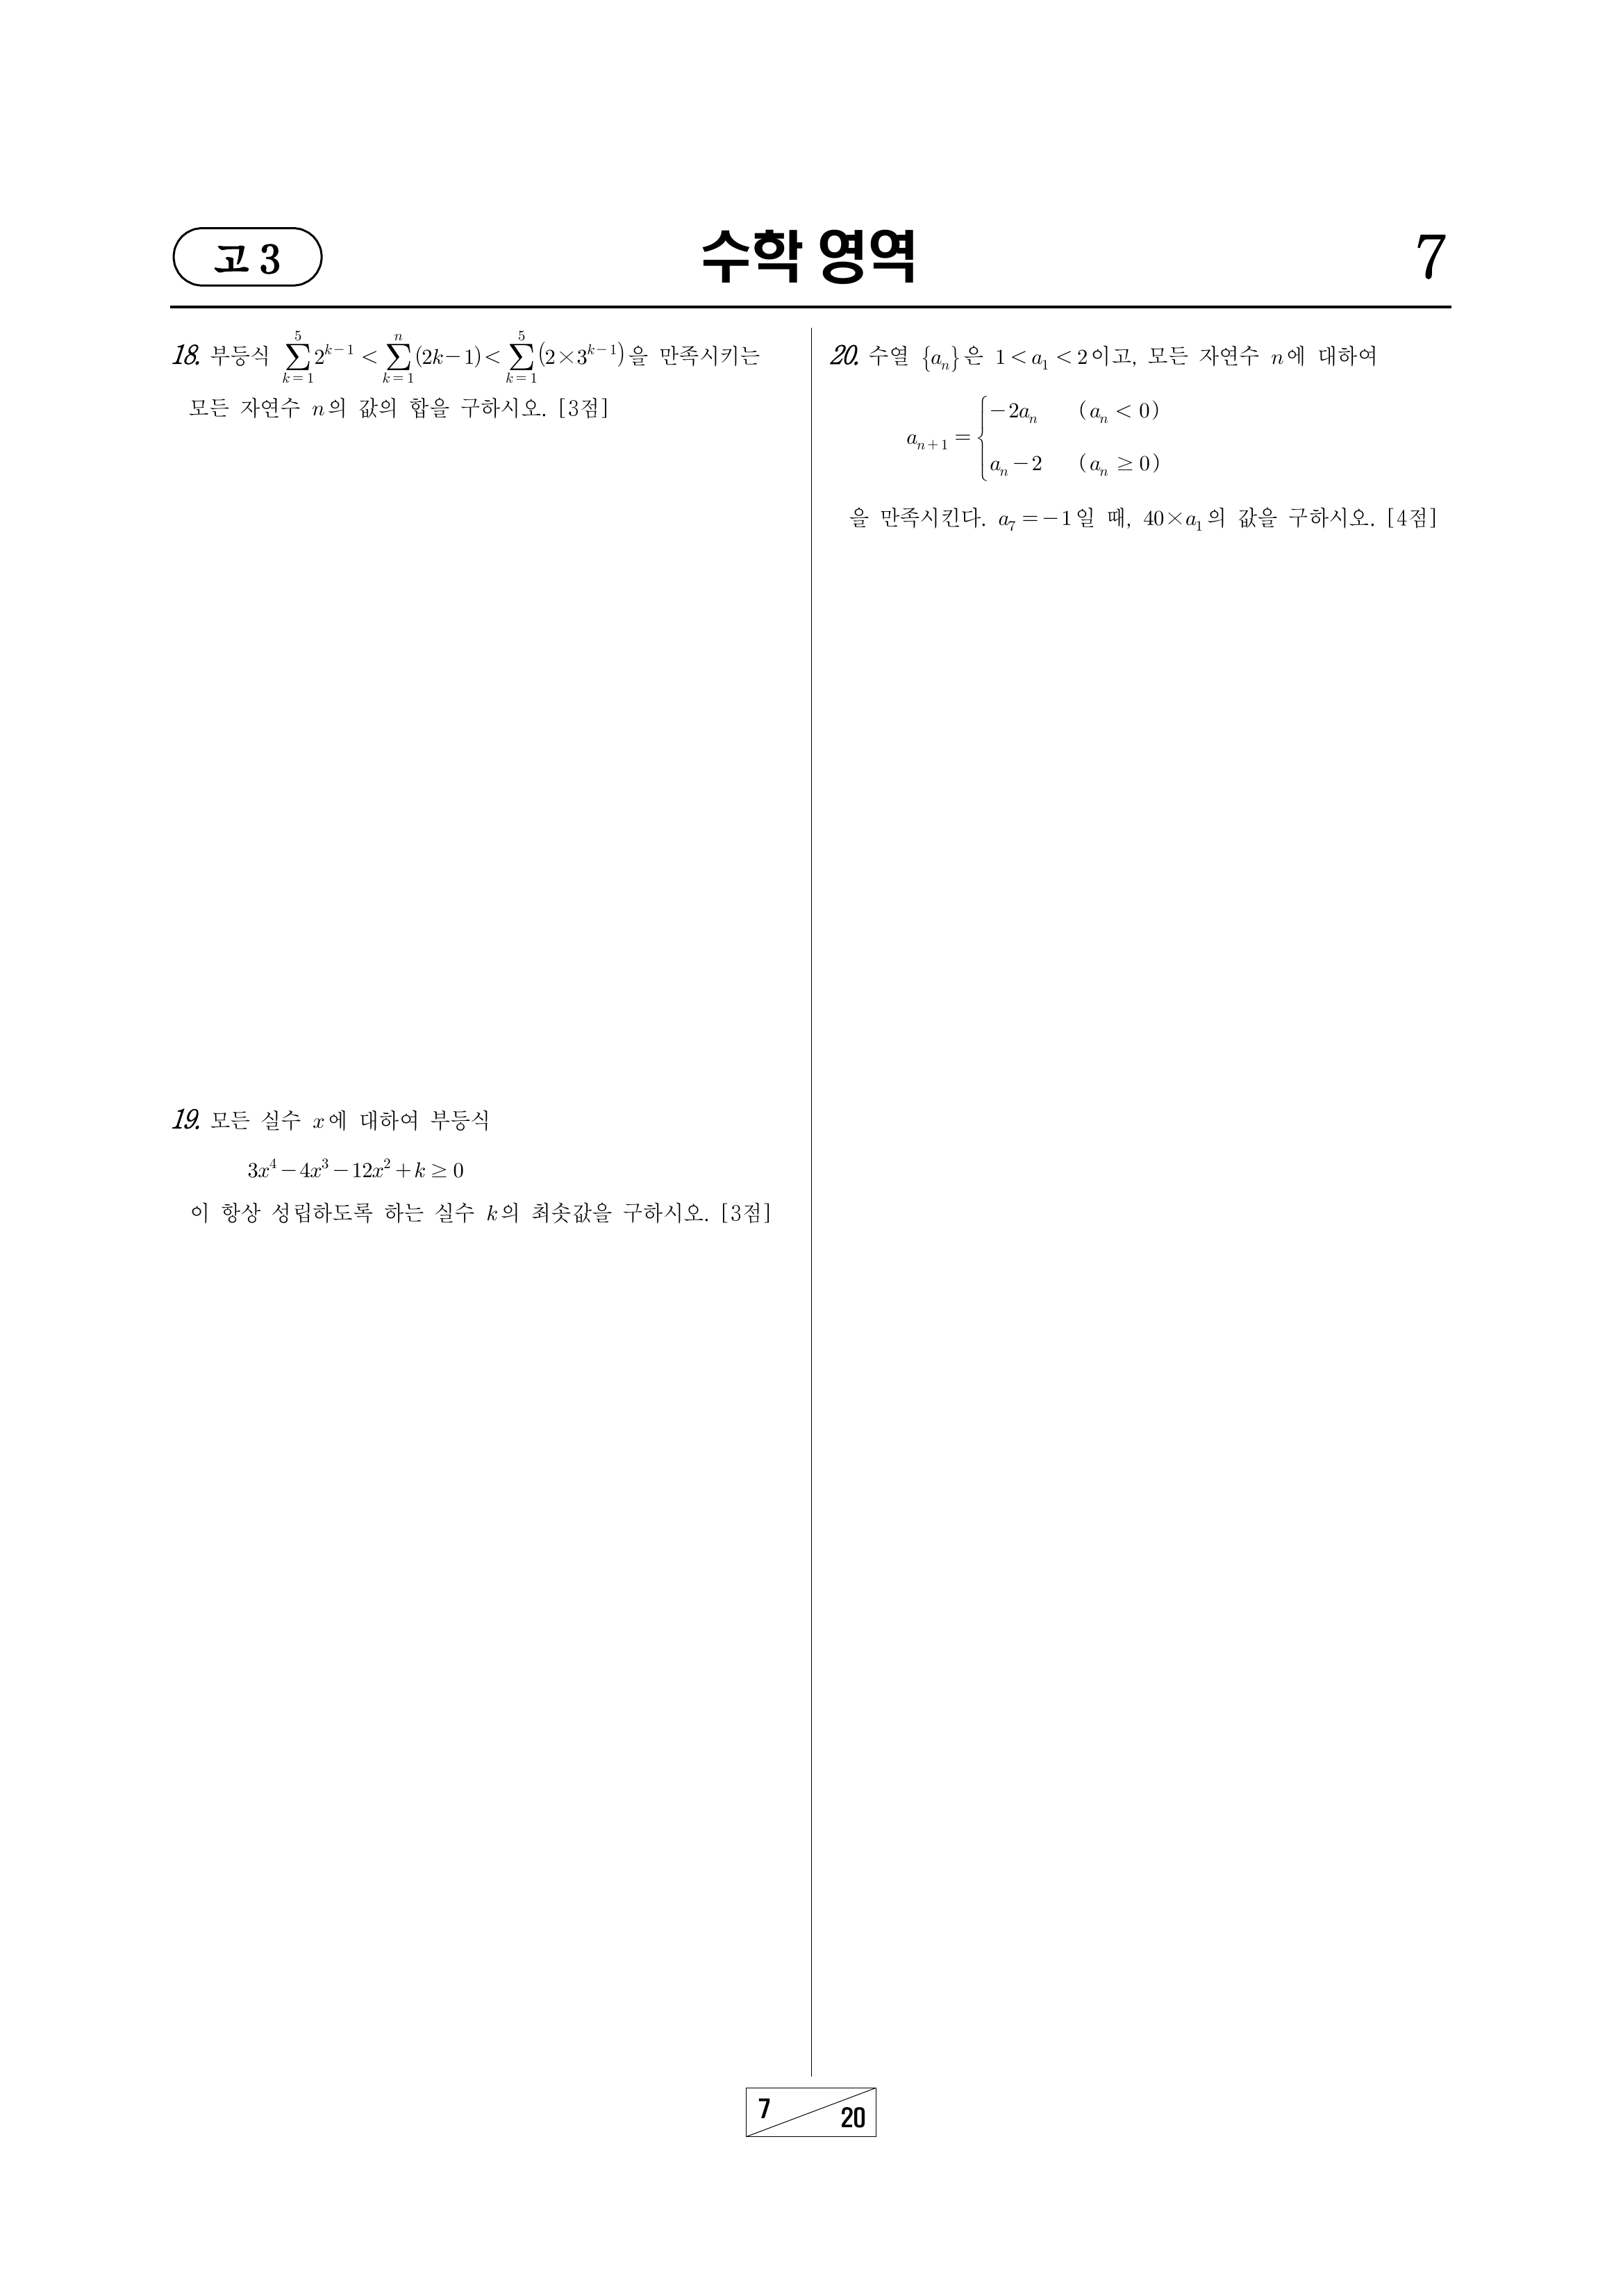 고 3
수학 영역
7
18. 부등식 $\sum_{k=1}^{5} 2^{k-1} < \sum_{k=1}^{n} (2k-1) < \sum_{k=1}^{5} (2 \times 3^{k-1})$을 만족시키는
모든 자연수 $n$의 값의 합을 구하시오. [3점]
19. 모든 실수 $x$에 대하여 부등식
$3x^4 - 4x^3 - 12x^2 + k \geq 0$
이 항상 성립하도록 하는 실수 $k$의 최솟값을 구하시오. [3점]
20. 수열 $\{a_n\}$은 $1 < a_1 < 2$이고, 모든 자연수 $n$에 대하여
$a_{n+1} = \begin{cases} -2a_n & (a_n < 0) \\ a_n - 2 & (a_n \geq 0) \end{cases}$
을 만족시킨다. $a_7 = -1$일 때, $40 \times a_1$의 값을 구하시오. [4점]
7
20